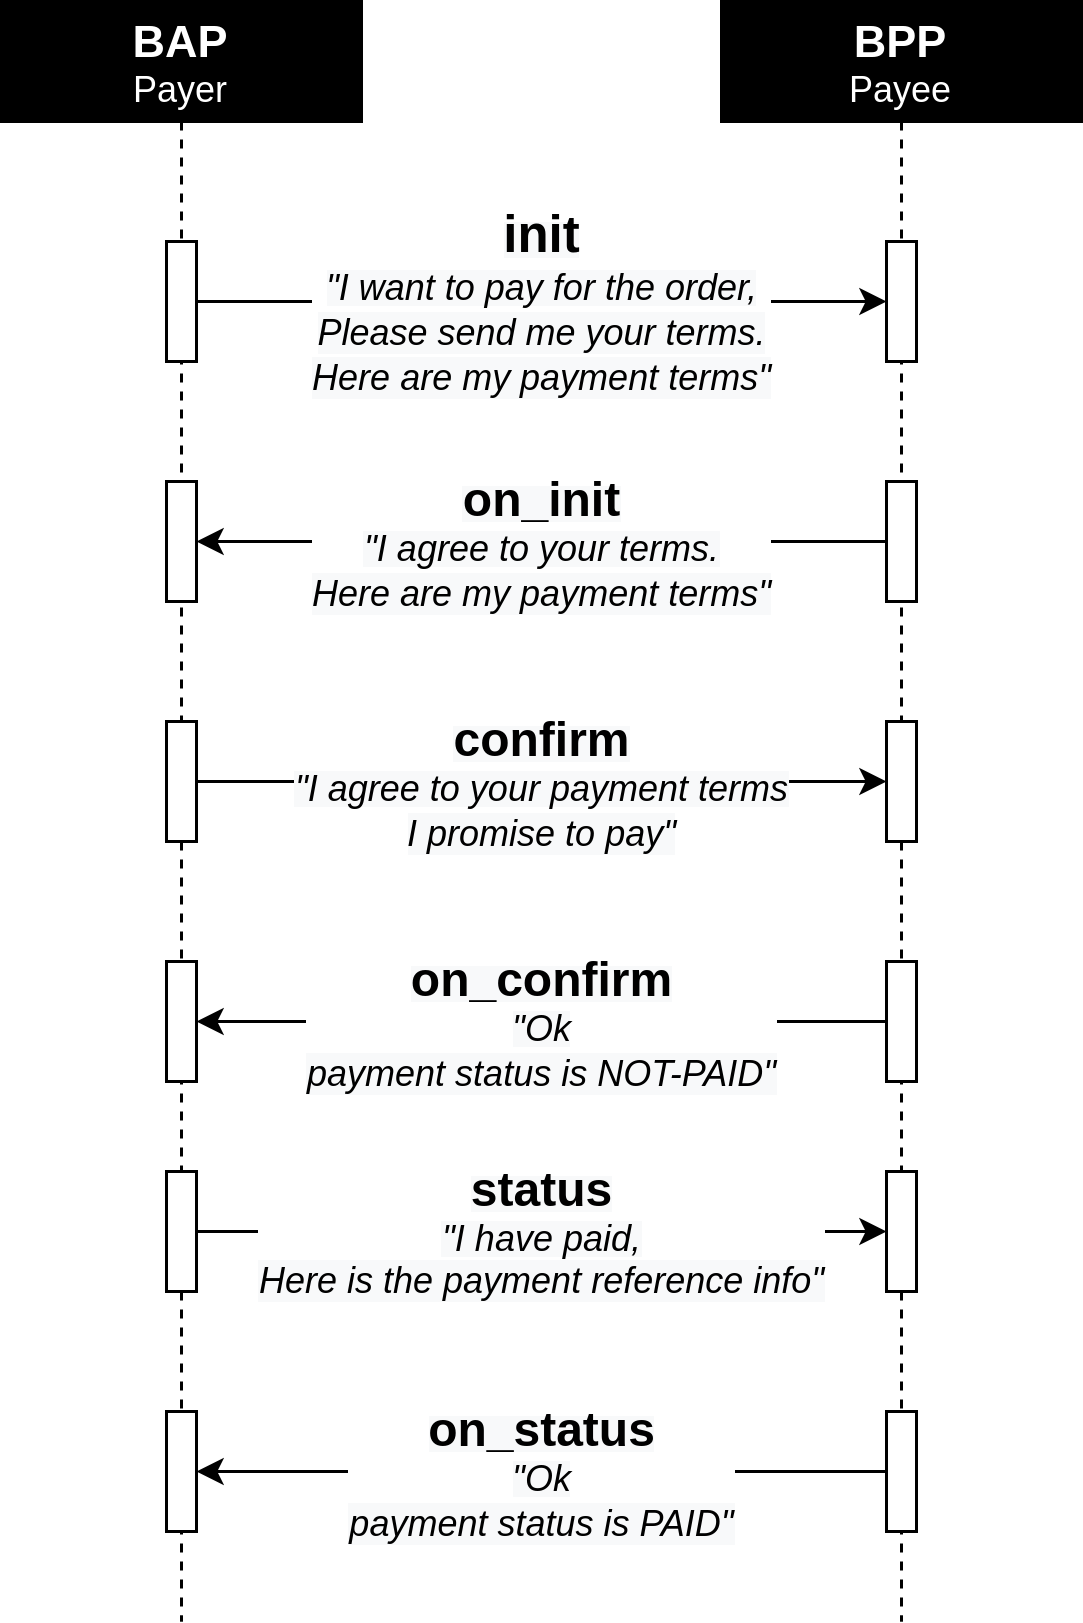 BAP
Payer
BPP
Payee
init
"I want to pay for the order,
Please send me your terms.
Here are my payment terms"
on_init
"I agree to your terms.
Here are my payment terms"
confirm
"I agree to your payment terms
I promise to pay"
on_confirm
"Ok
payment status is NOT-PAID"
status
"I have paid,
Here is the payment reference info"
on_status
"Ok
payment status is PAID"